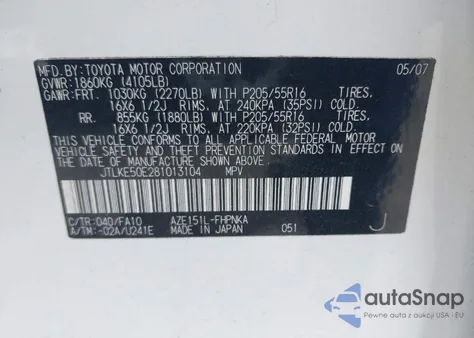 MFD.BY:TOYOTA MOTOR CORPORATION 05/07
GVWR:1860KG (4105LB)
GAWR:FRT. 1030KG (2270LB) WITH P205/55R16 TIRES.
16X6 1/2J RIMS. AT 240KPA (35PSI) COLD.
RR. 855KG (1880LB) WITH P205/55R16 TIRES.
16X6 1/2J RIMS. AT 220KPA (32PSI) COLD.
THIS VEHICLE CONFORMS TO ALL APPLICABLE FEDERAL MOTOR
VEHICLE SAFETY, BUMPER, AND THEFT PREVENTION STANDARDS IN
EFFECT ON THE DATE OF MANUFACTURE SHOWN ABOVE.
JTLKE50E281013104 MPV
C/TR:040/FA10 AZE151L-FHPNKA
A/TM:-02A/U241E MADE IN JAPAN 051 J
autoSnap
Pewne auta z USA i Kanady